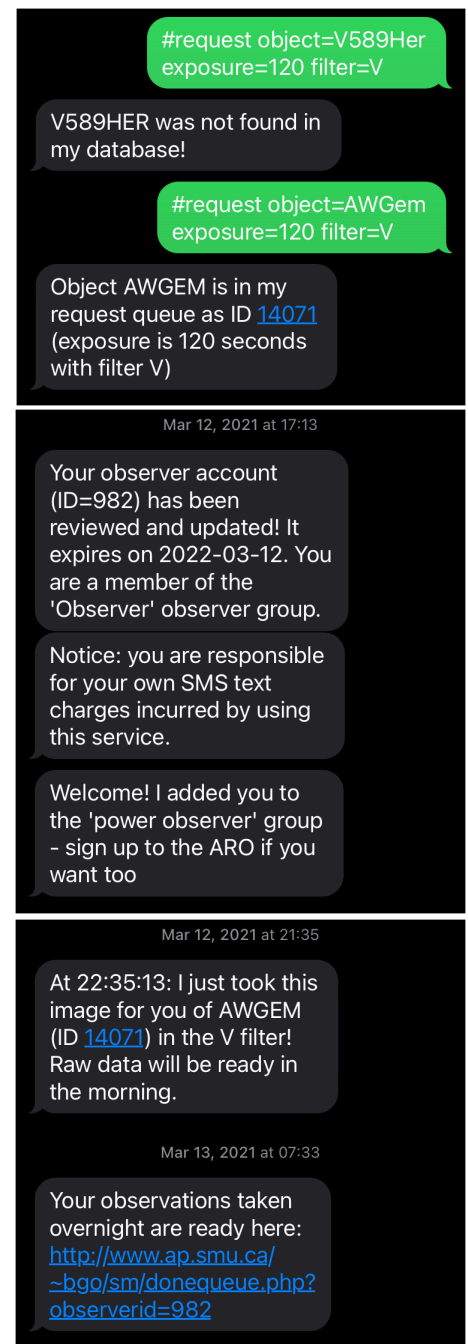 #request object=V589Her
exposure=120 filter=V
V589HER was not found in
my database!
#request object=AWGem
exposure=120 filter=V
Object AWGEM is in my
request queue as ID 14071
(exposure is 120 seconds
with filter V)
Mar 12, 2021 at 17:13
Your observer account
(ID=982) has been
reviewed and updated! It
expires on 2022-03-12. You
are a member of the
'Observer' observer group.
Notice: you are responsible
for your own SMS text
charges incurred by using
this service.
Welcome! I added you to
the 'power observer' group
- sign up to the ARO if you
want too
Mar 12, 2021 at 21:35
At 22:35:13: I just took this
image for you of AWGEM
(ID 14071) in the V filter!
Raw data will be ready in
the morning.
Mar 13, 2021 at 07:33
Your observations taken
overnight are ready here:
http://www.ap.smu.ca/
~bgo/sm/donequeue.php?
observerid=982